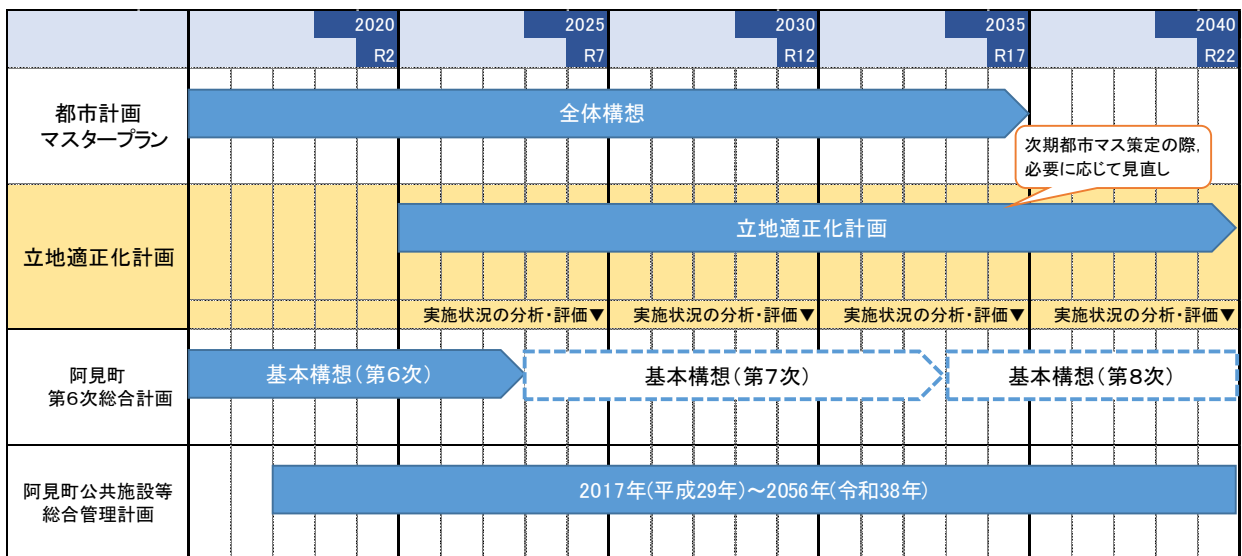 2020
2025
2030
2035
2040
R2
R7
R12
R17
R22
都市計画
マスタープラン
全体構想
次期都市マス策定の際,
必要に応じて見直し
立地適正化計画
立地適正化計画
実施状況の分析・評価▼
実施状況の分析・評価▼
実施状況の分析・評価▼
実施状況の分析・評価▼
阿見町
第6次総合計画
基本構想(第6次)
基本構想(第7次)
基本構想(第8次)
阿見町公共施設等
総合管理計画
2017年(平成29年)~2056年(令和38年)